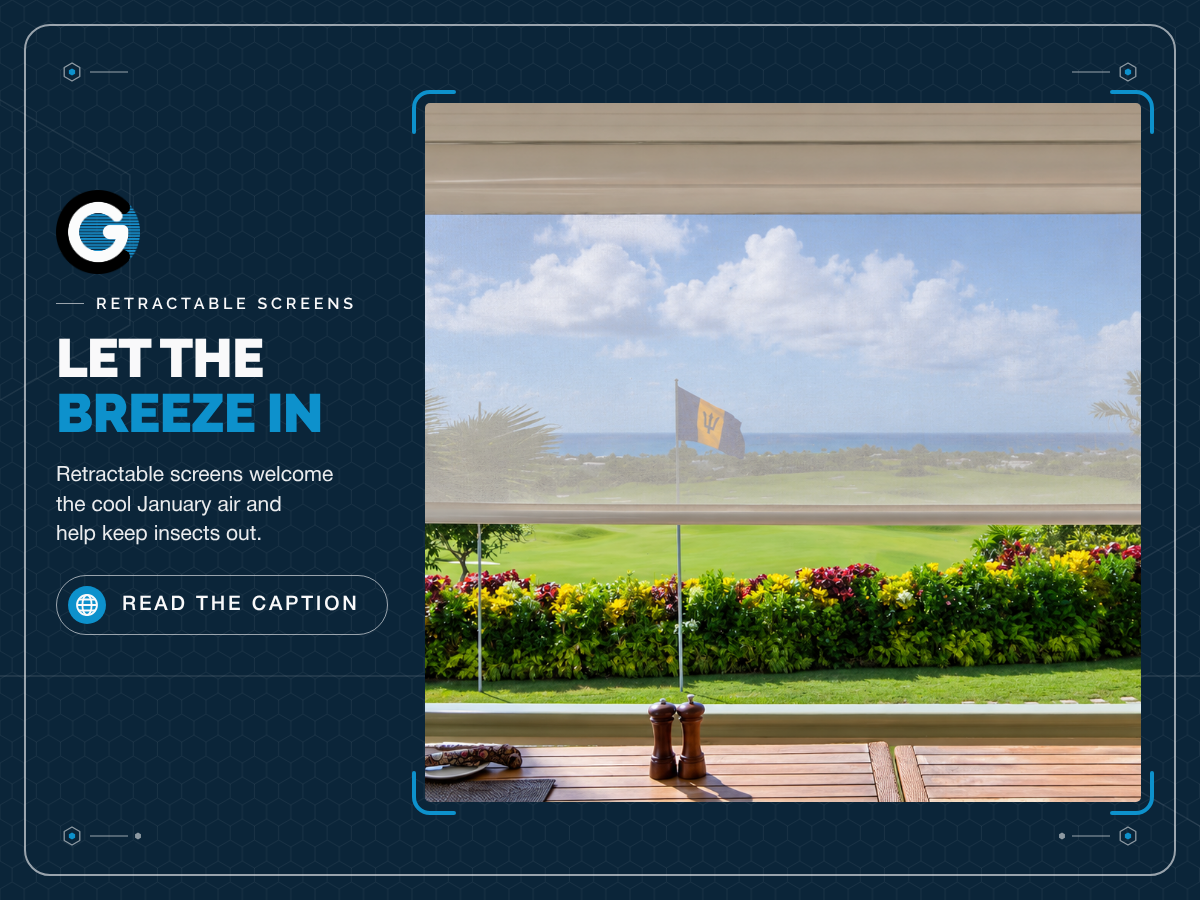 G
RETRACTABLE SCREENS
LET THE
BREEZE IN
Retractable screens welcome
the cool January air and
help keep insects out.
READ THE CAPTION